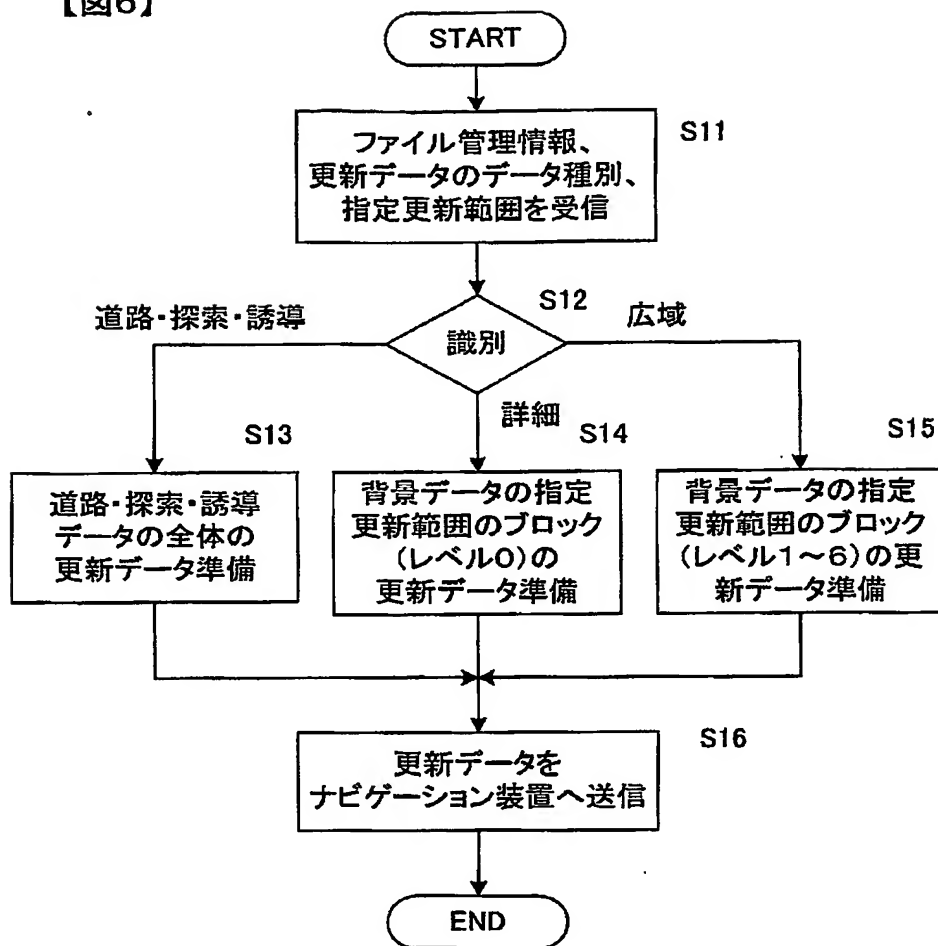 【図6】
START
S11
ファイル管理情報、
更新データのデータ種別、
指定更新範囲を受信
S12
道路・探索・誘導
識別
広域
詳細
S13
S14
S15
道路・探索・誘導
データの全体の
更新データ準備
背景データの指定
更新範囲のブロック
(レベル0)の
更新データ準備
背景データの指定
更新範囲のブロック
(レベル1~6)の更
新データ準備
S16
更新データを
ナビゲーション装置へ送信
END